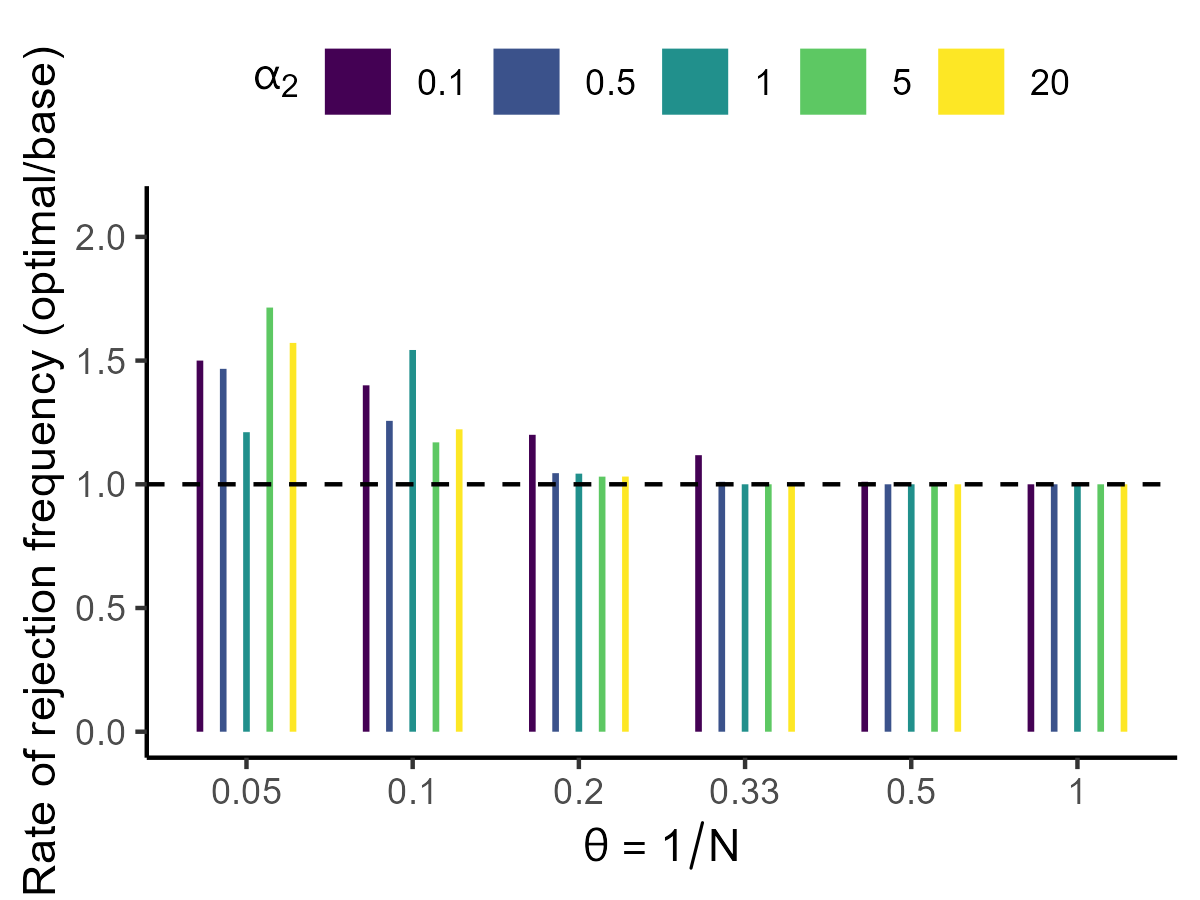 α2 0.1 0.5 1 5 20
Rate of rejection frequency (optimal/base)
2.0
1.5
1.0
0.5
0.0
0.05 0.1 0.2 0.33 0.5 1
θ = 1/N